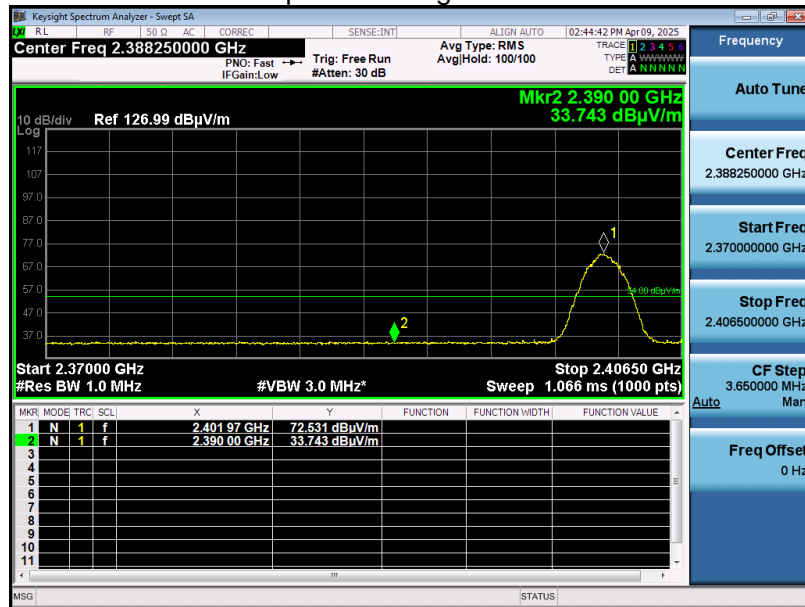 Keysight Spectrum Analyzer - Swept SA
RL RF 50 Ω AC CORREC SENSE:INT ALIGN AUTO 02:44:42 PM Apr 09, 2025
Center Freq 2.388250000 GHz
PNO: Fast
IFGain:Low
Trig: Free Run
#Atten: 30 dB
Avg Type: RMS
Avg|Hold: 100/100
TRACE 1 2 3 4 5 6
TYPE A WWWWW
DET A N N N N N
Mkr2 2.390 00 GHz
33.743 dBµV/m
10 dB/div Ref 126.99 dBµV/m
Log
117
107
97.0
87.0
77.0
67.0
57.0
47.0
37.0
1
2
Start 2.37000 GHz Stop 2.40650 GHz
#Res BW 1.0 MHz #VBW 3.0 MHz* Sweep 1.066 ms (1000 pts)
MKR MODE TRC SCL X Y FUNCTION FUNCTION WIDTH FUNCTION VALUE
1 N 1 f 2.401 97 GHz 72.531 dBµV/m
2 N 1 f 2.390 00 GHz 33.743 dBµV/m
3
4
5
6
7
8
9
10
11
MSG STATUS
Frequency
Auto Tune
Center Freq
2.388250000 GHz
Start Freq
2.370000000 GHz
Stop Freq
2.406500000 GHz
CF Step
3.650000 MHz
Auto Man
Freq Offset
0 Hz